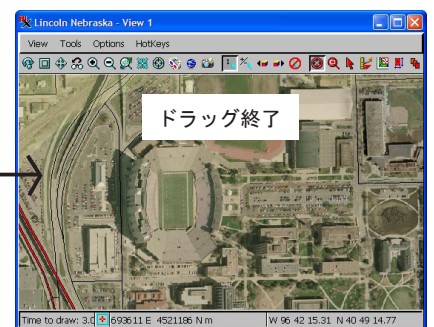 Lincoln Nebraska - View 1
View Tools Options HotKeys
ドラッグ終了
Time to draw: 3.0 693611 E 4521186 N m W 96 42 15.31 N 40 49 14.77